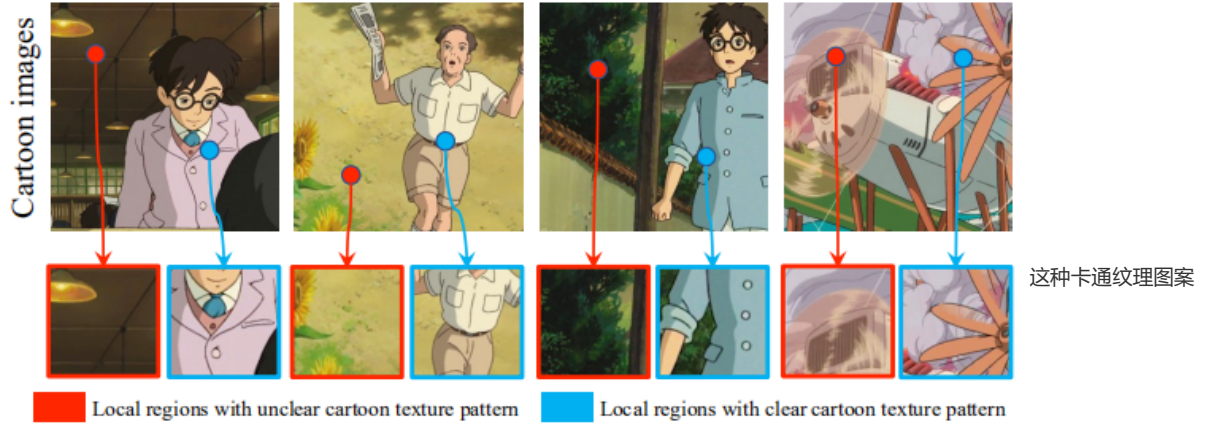 Cartoon images
这种卡通纹理图案
Local regions with unclear cartoon texture pattern
Local regions with clear cartoon texture pattern